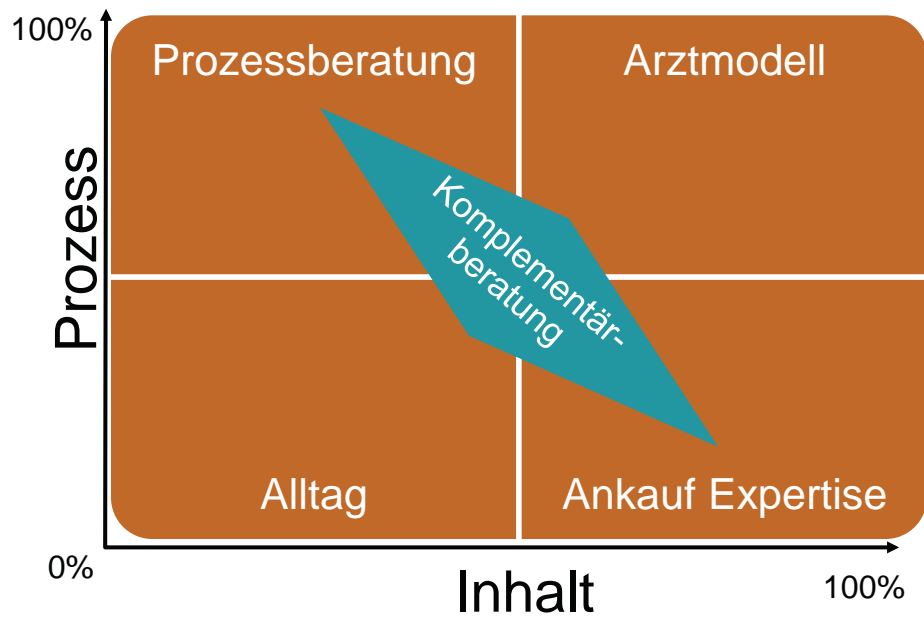 100%
Prozessberatung
Arztmodell
Prozess
Komplementär-
beratung
Alltag
Ankauf Expertise
0%
Inhalt
100%